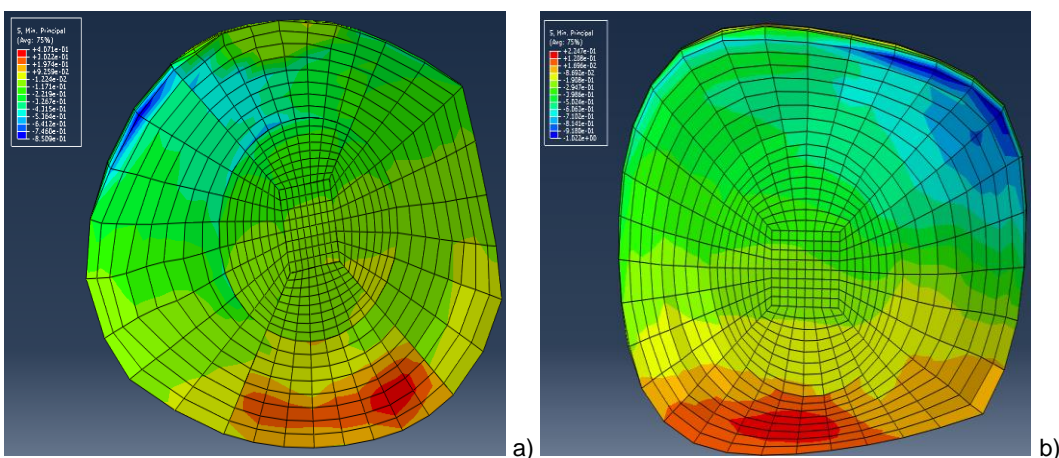 S, Min. Principal
(Avg: 75%)
+4.071e-01
+3.022e-01
+1.974e-01
+9.259e-02
-1.224e-02
-1.171e-01
-2.219e-01
-3.267e-01
-4.315e-01
-5.364e-01
-6.412e-01
-7.460e-01
-8.509e-01
a)
S, Min. Principal
(Avg: 75%)
+2.247e-01
+1.208e-01
+1.696e-02
-8.692e-02
-1.908e-01
-2.947e-01
-3.986e-01
-5.024e-01
-6.063e-01
-7.102e-01
-8.141e-01
-9.180e-01
-1.022e+00
b)